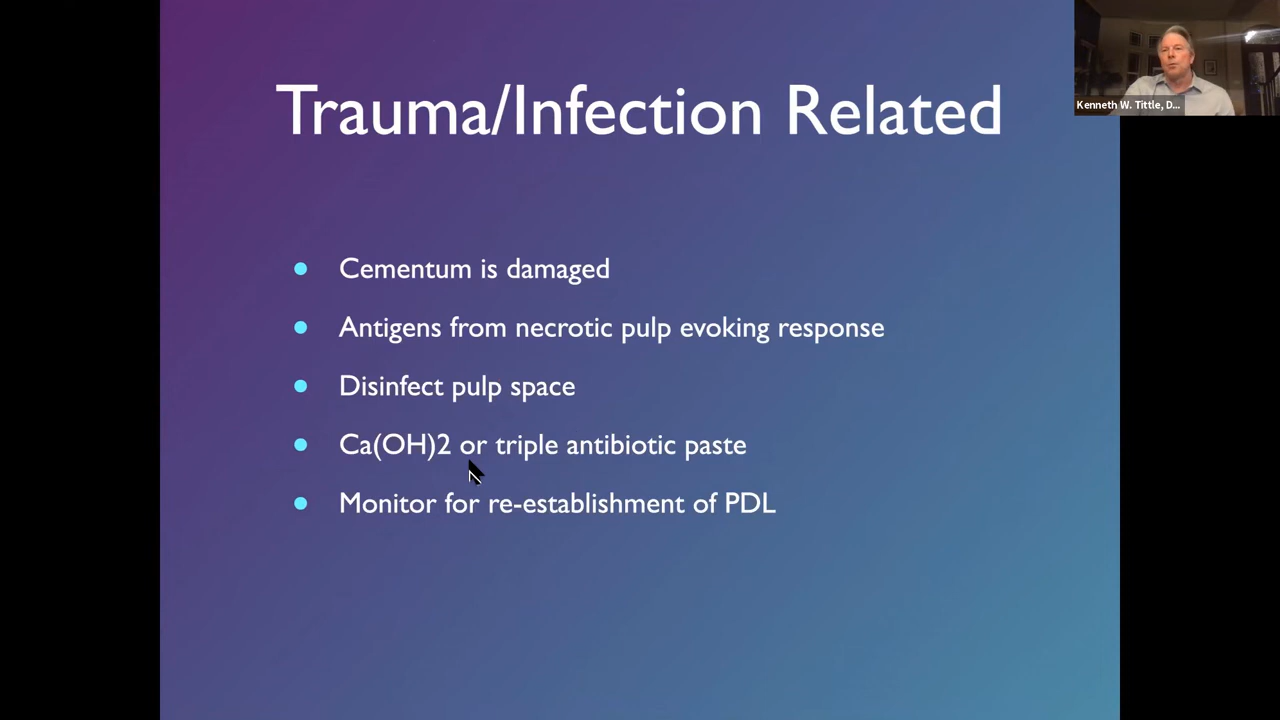 Trauma/Infection Related
Kenneth W. Tittle, D...
Cementum is damaged
Antigens from necrotic pulp evoking response
Disinfect pulp space
Ca(OH)2 or triple antibiotic paste
Monitor for re-establishment of PDL